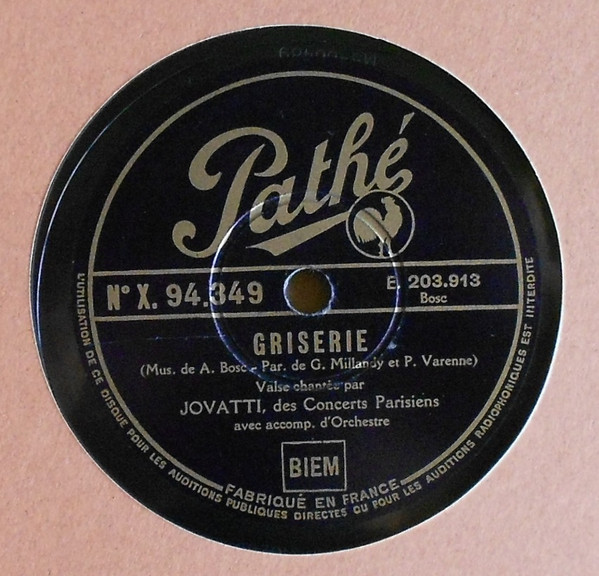 Pathé
N° X. 94.349
E. 203.913
Bosc
GRISERIE
(Mus. de A. Bosc - Par. de G. Millandy et P. Varenne)
Valse chantée par
JOVATTI, des Concerts Parisiens
avec accomp. d'Orchestre
BIEM
FABRIQUÉ EN FRANCE
L'UTILISATION DE CE DISQUE POUR LES AUDITIONS PUBLIQUES DIRECTES OU POUR LES AUDITIONS RADIOPHONIQUES EST INTERDITE